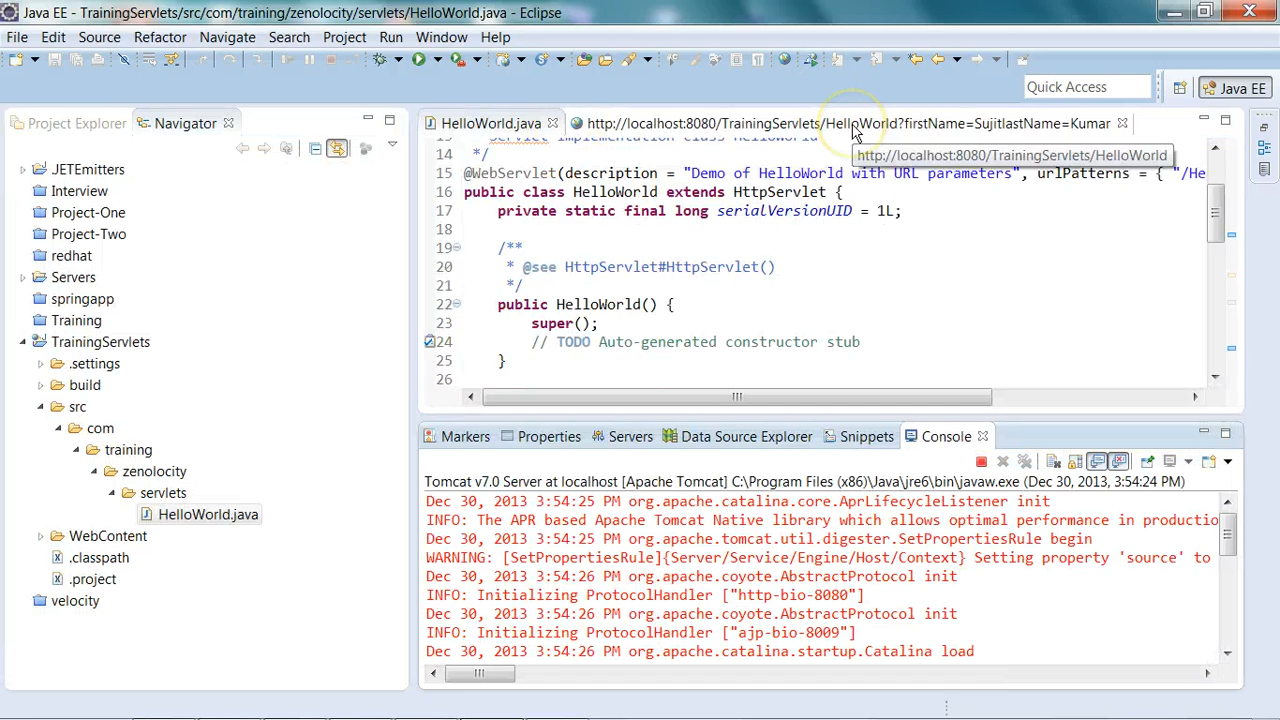 Java EE - TrainingServlets/src/com/training/zenolocity/servlets/HelloWorld.java - Eclipse
File Edit Source Refactor Navigate Search Project Run Window Help
Quick Access
Java EE
Project Explorer Navigator
JETEmitters
Interview
Project-One
Project-Two
redhat
Servers
springapp
Training
TrainingServlets
.settings
build
src
com
training
zenolocity
servlets
HelloWorld.java
WebContent
.classpath
.project
velocity
HelloWorld.java http://localhost:8080/TrainingServlets/HelloWorld?firstName=SujitlastName=Kumar
http://localhost:8080/TrainingServlets/HelloWorld
13 * Servlet implementation class HelloWorld
14 */
15 @WebServlet(description = "Demo of HelloWorld with URL parameters", urlPatterns = { "/He
16 public class HelloWorld extends HttpServlet {
17 private static final long serialVersionUID = 1L;
18
19 /**
20 * @see HttpServlet#HttpServlet()
21 */
22 public HelloWorld() {
23 super();
24 // TODO Auto-generated constructor stub
25 }
26
Markers Properties Servers Data Source Explorer Snippets Console
Tomcat v7.0 Server at localhost [Apache Tomcat] C:\Program Files (x86)\Java\jre6\bin\javaw.exe (Dec 30, 2013, 3:54:24 PM)
Dec 30, 2013 3:54:25 PM org.apache.catalina.core.AprLifecycleListener init
INFO: The APR based Apache Tomcat Native library which allows optimal performance in productio
Dec 30, 2013 3:54:26 PM org.apache.tomcat.util.digester.SetPropertiesRule begin
WARNING: [SetPropertiesRule]{Server/Service/Engine/Host/Context} Setting property 'source' to
Dec 30, 2013 3:54:26 PM org.apache.coyote.AbstractProtocol init
INFO: Initializing ProtocolHandler ["http-bio-8080"]
Dec 30, 2013 3:54:26 PM org.apache.coyote.AbstractProtocol init
INFO: Initializing ProtocolHandler ["ajp-bio-8009"]
Dec 30, 2013 3:54:26 PM org.apache.catalina.startup.Catalina load